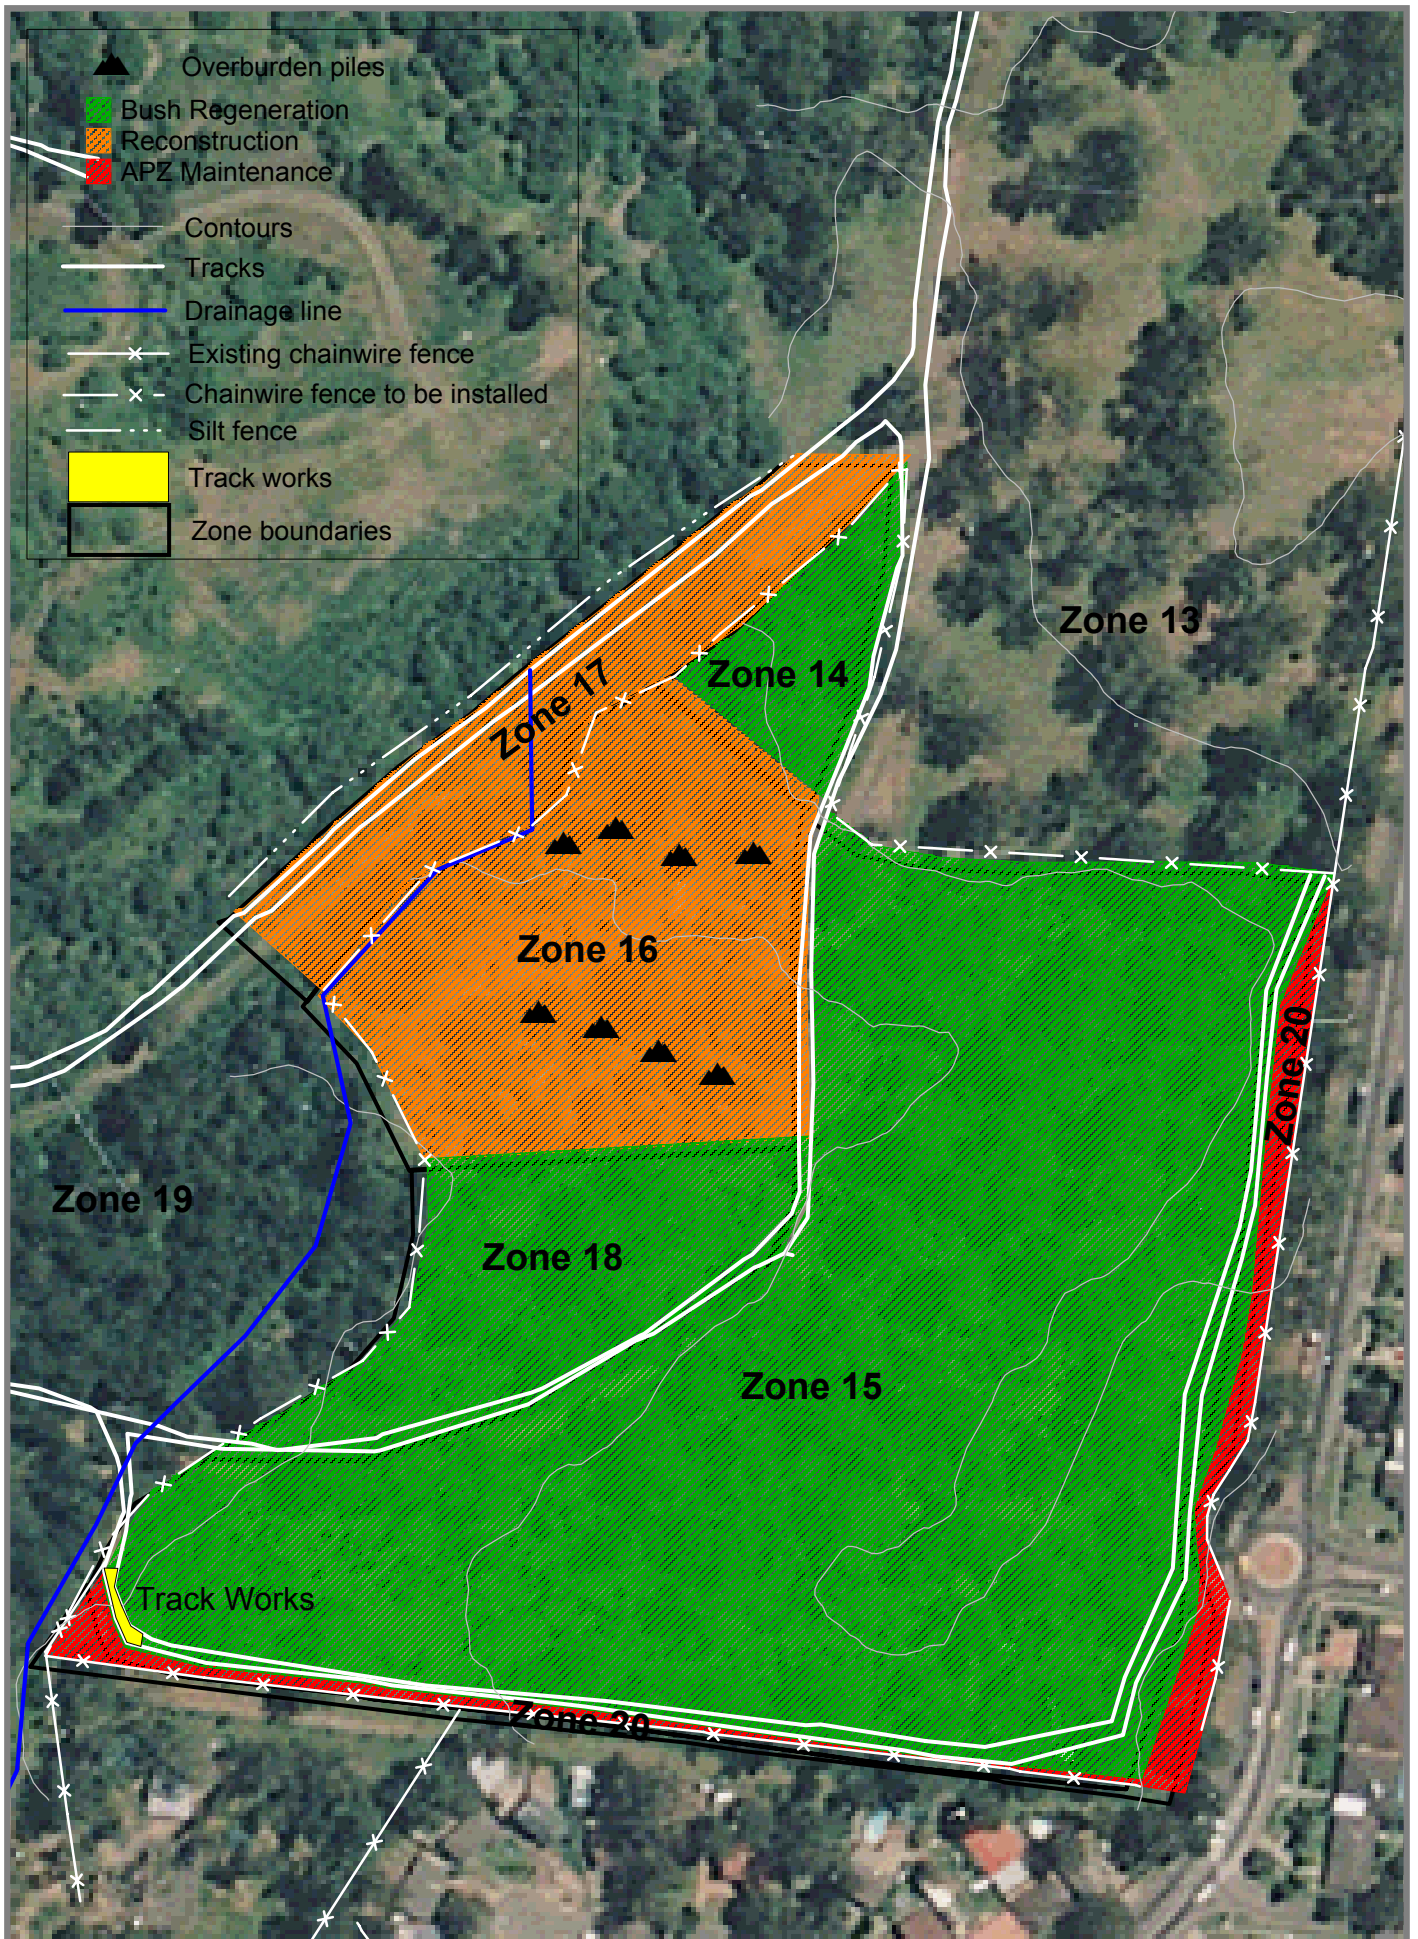 Overburden piles
Bush Regeneration
Reconstruction
APZ Maintenance
Contours
Tracks
Drainage line
Existing chainwire fence
Chainwire fence to be installed
Silt fence
Track works
Zone boundaries
Zone 13
Zone 14
Zone 17
Zone 16
Zone 20
Zone 19
Zone 18
Zone 15
Track Works
Zone 20